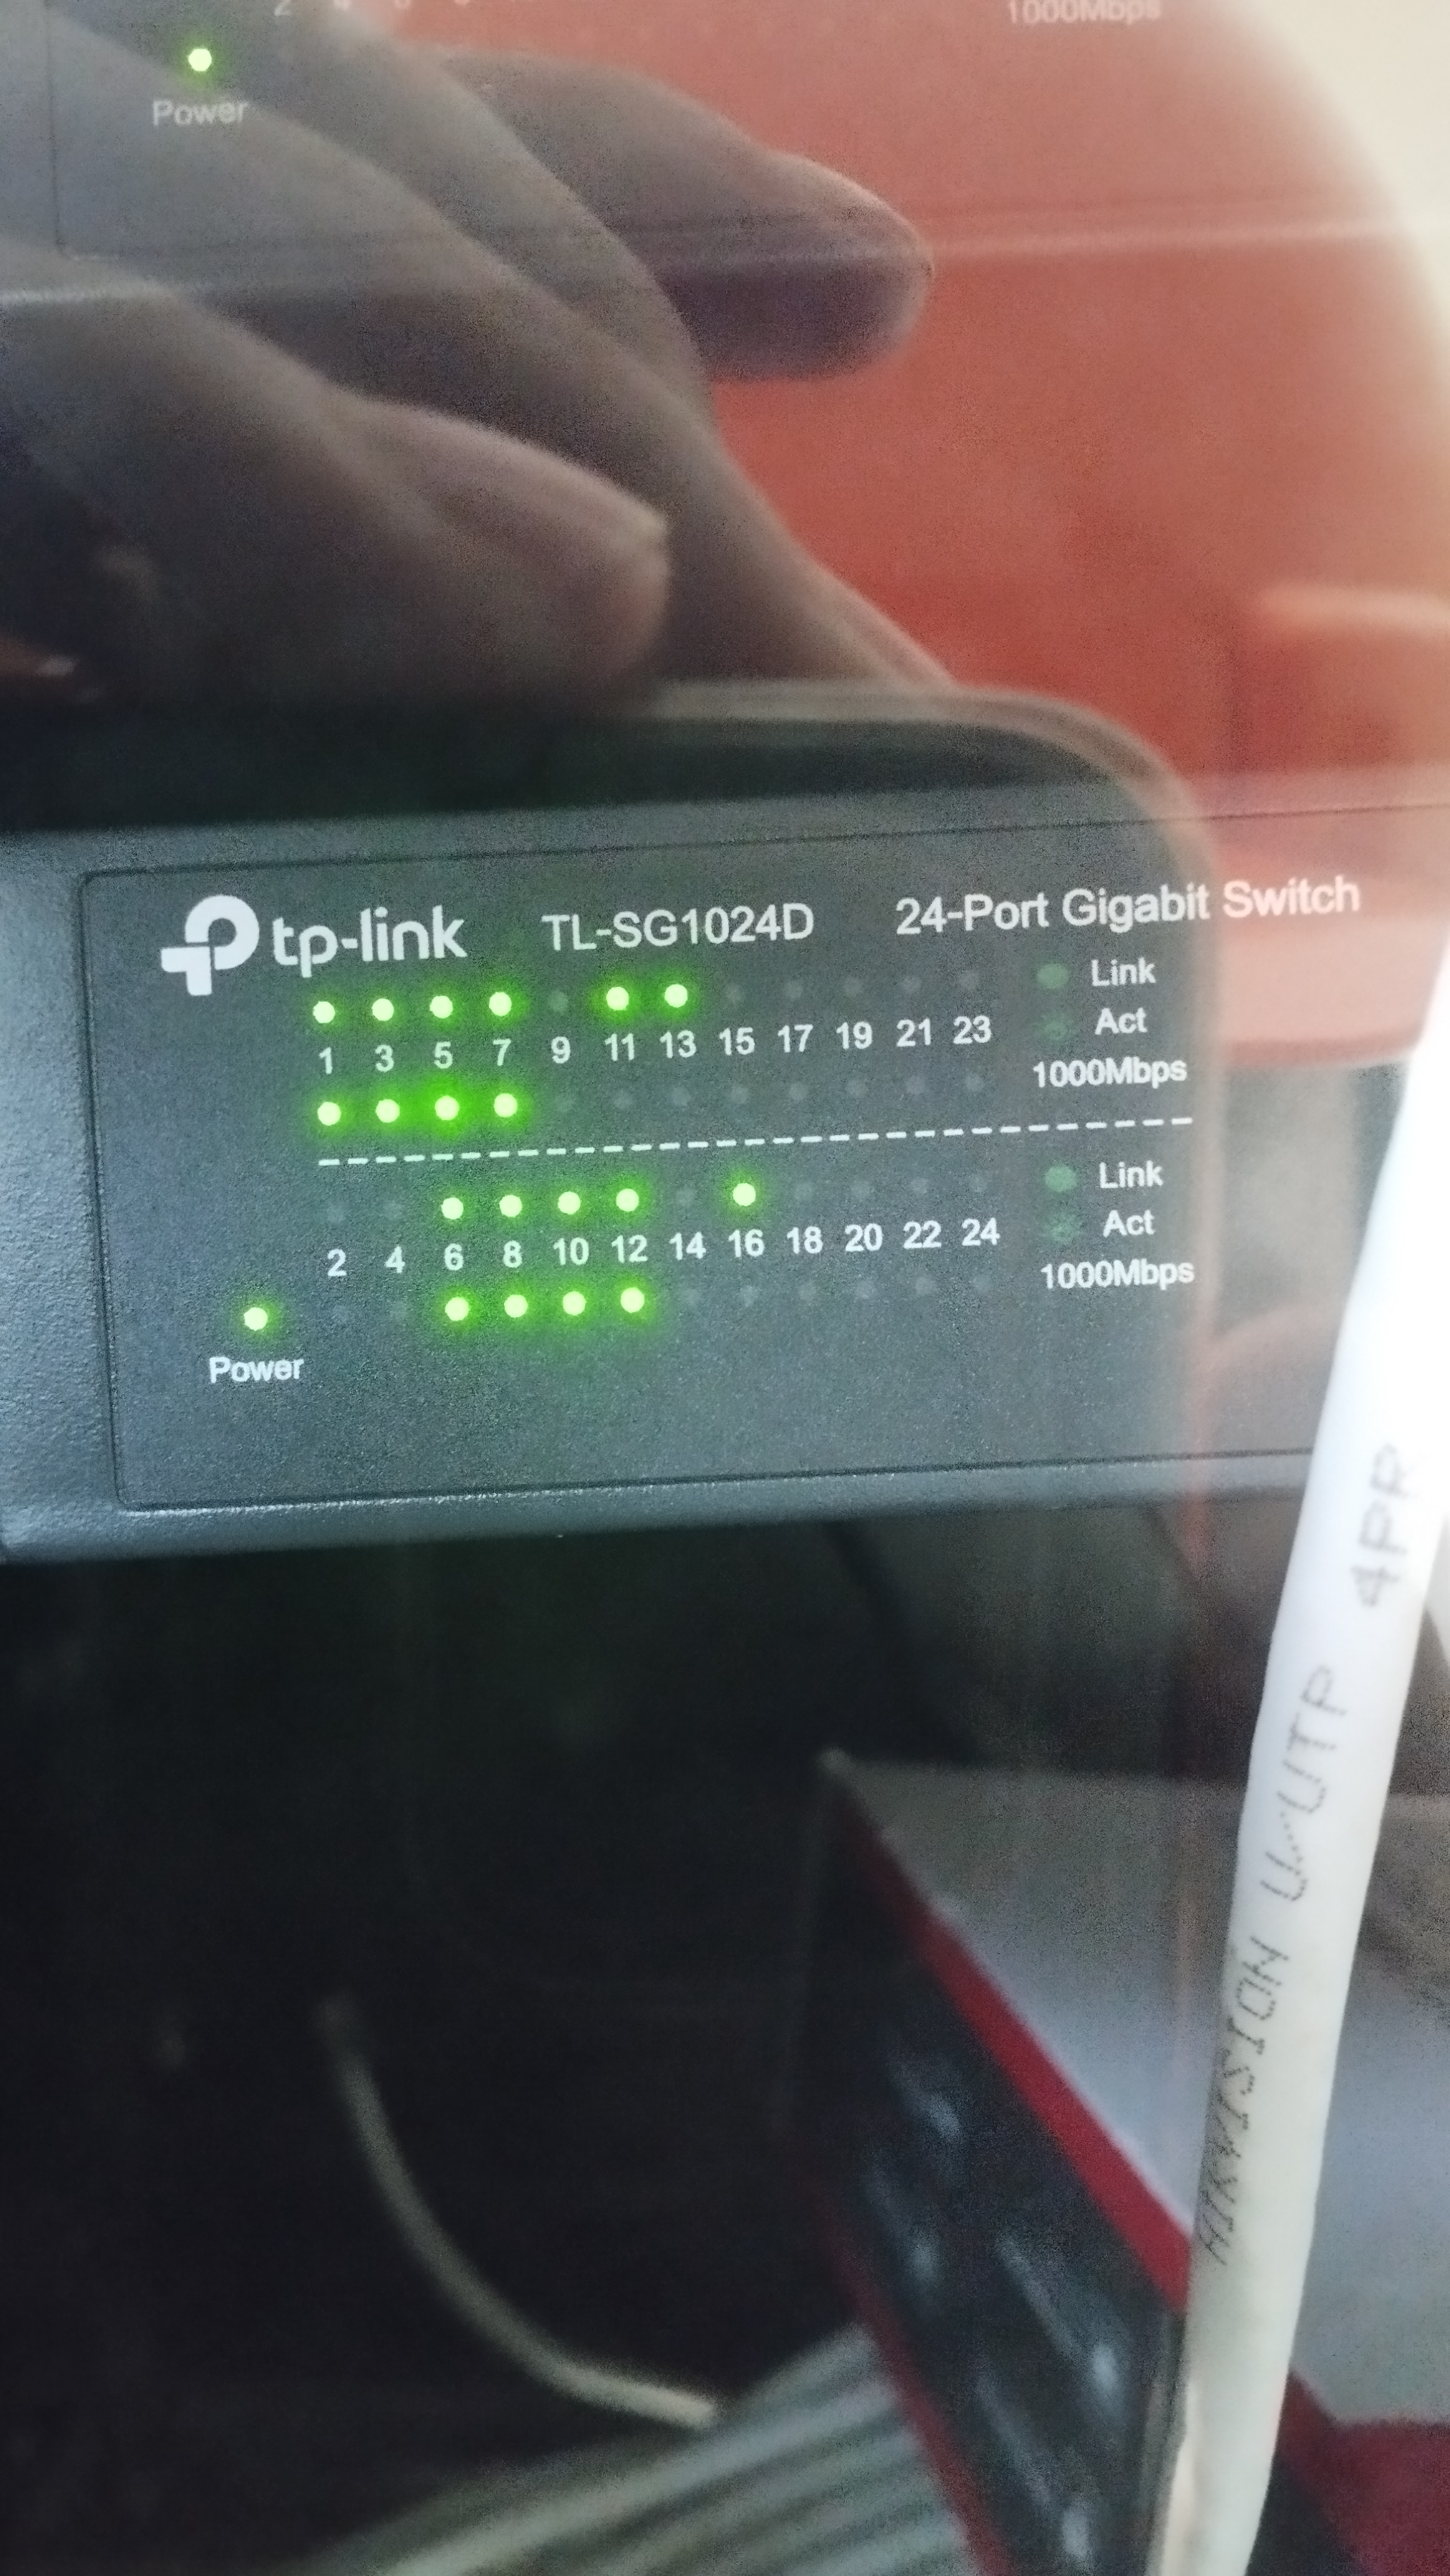 1000Mbps
Power
tp-link TL-SG1024D 24-Port Gigabit Switch
Link
Act
1 3 5 7 9 11 13 15 17 19 21 23
1000Mbps
Link
Act
2 4 6 8 10 12 14 16 18 20 22 24
1000Mbps
Power
HIKVISION U/UTP 4PR